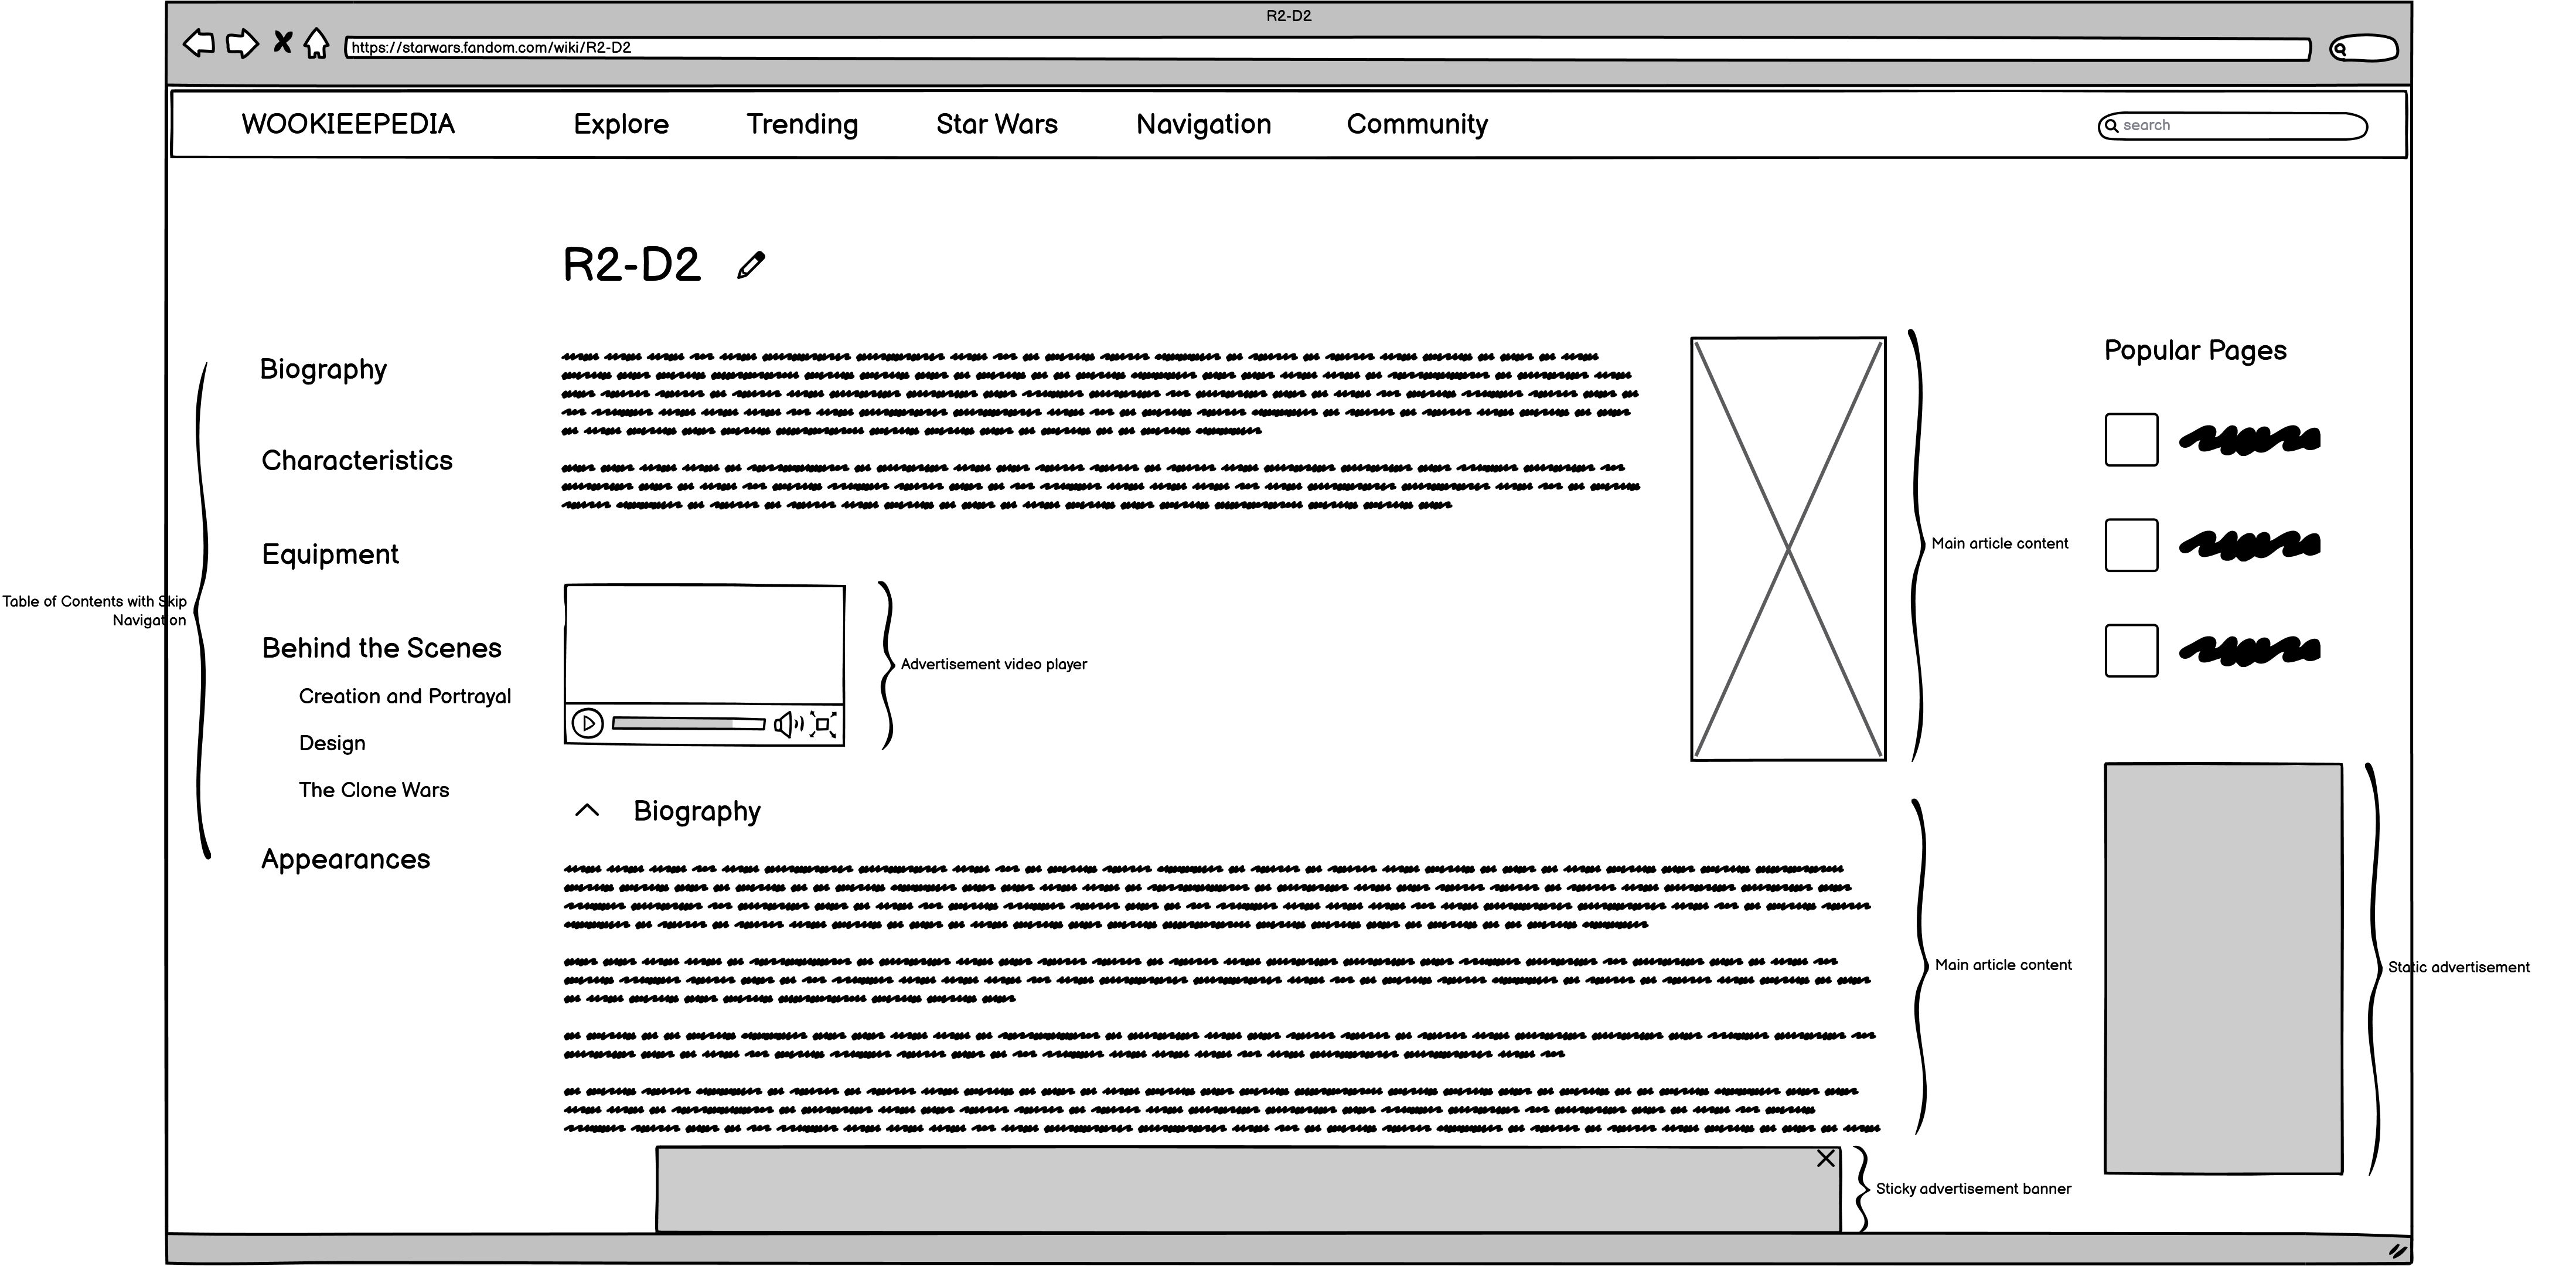 R2-D2
https://starwars.fandom.com/wiki/R2-D2
WOOKIEEPEDIA
Explore
Trending
Star Wars
Navigation
Community
search
R2-D2
Biography
Characteristics
Equipment
Behind the Scenes
Creation and Portrayal
Design
The Clone Wars
Appearances
Table of Contents with Skip
Navigation
Advertisement video player
Main article content
Popular Pages
Biography
Main article content
Static advertisement
Sticky advertisement banner